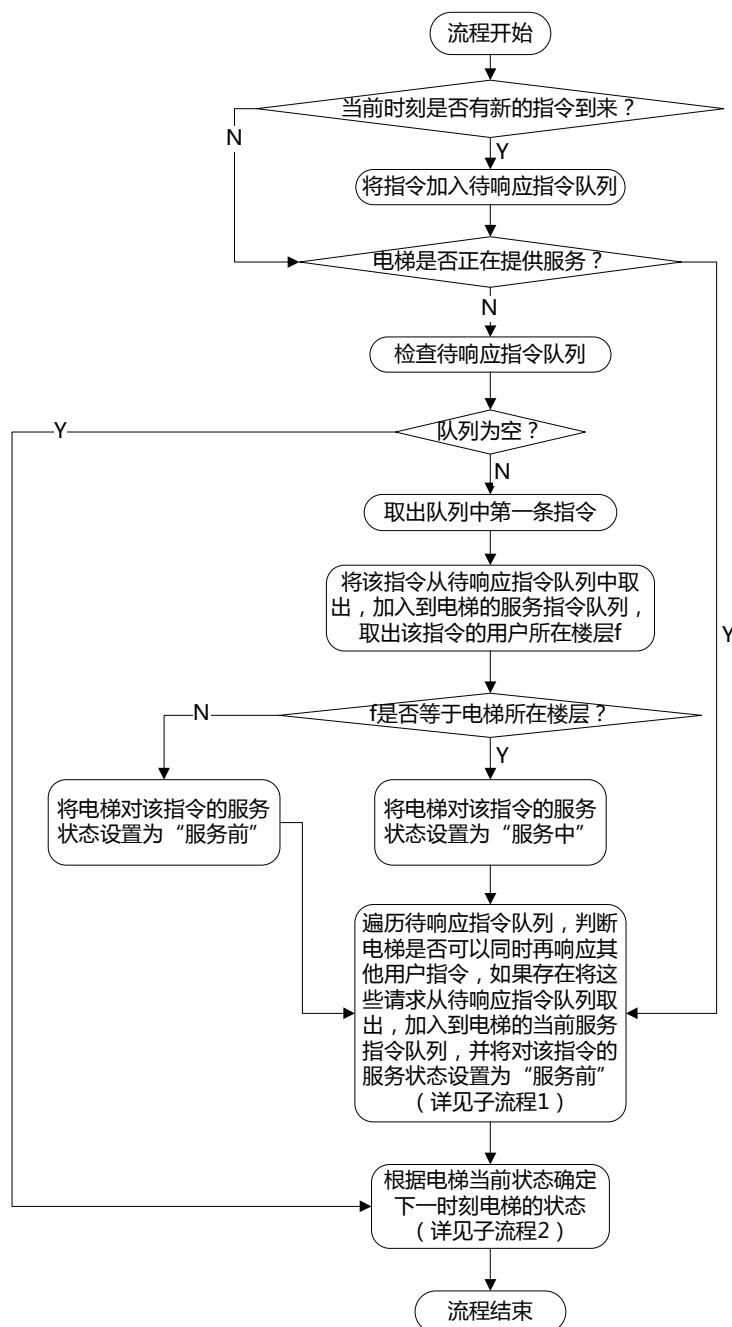 流程开始
当前时刻是否有新的指令到来？
N
Y
将指令加入待响应指令队列
电梯是否正在提供服务？
N
检查待响应指令队列
Y
队列为空？
N
取出队列中第一条指令
将该指令从待响应指令队列中取
出，加入到电梯的服务指令队列，
取出该指令的用户所在楼层f
Y
N
f是否等于电梯所在楼层？
Y
将电梯对该指令的服务
状态设置为“服务前”
将电梯对该指令的服务
状态设置为“服务中”
遍历待响应指令队列，判断
电梯是否可以同时再响应其
他用户指令，如果存在将这
些请求从待响应指令队列取
出，加入到电梯的当前服务
指令队列，并将对该指令的
服务状态设置为“服务前”
（详见子流程1）
根据电梯当前状态确定
下一时刻电梯的状态
（详见子流程2）
流程结束